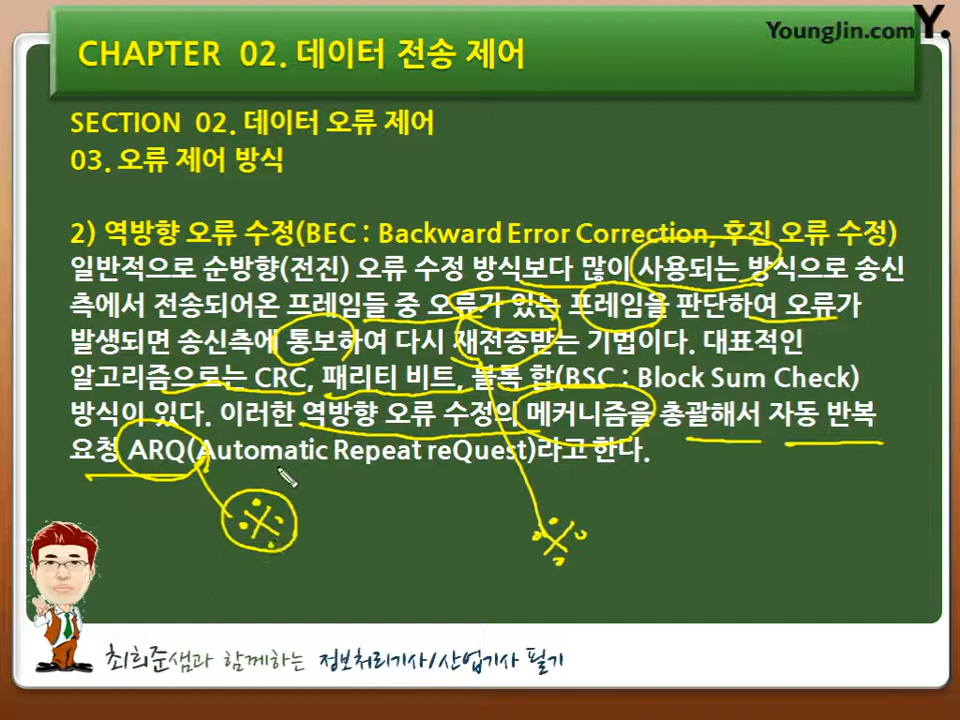 YoungJin.com Y.
CHAPTER 02. 데이터 전송 제어
SECTION 02. 데이터 오류 제어
03. 오류 제어 방식
2) 역방향 오류 수정(BEC : Backward Error Correction, 후진 오류 수정)
일반적으로 순방향(전진) 오류 수정 방식보다 많이 사용되는 방식으로 송신
측에서 전송되어온 프레임들 중 오류가 있는 프레임을 판단하여 오류가
발생되면 송신측에 통보하여 다시 재전송받는 기법이다. 대표적인
알고리즘으로는 CRC, 패리티 비트, 블록 합(BSC : Block Sum Check)
방식이 있다. 이러한 역방향 오류 수정의 메커니즘을 총괄해서 자동 반복
요청 ARQ(Automatic Repeat reQuest)라고 한다.
최희준샘과 함께하는 정보처리기사/산업기사 필기